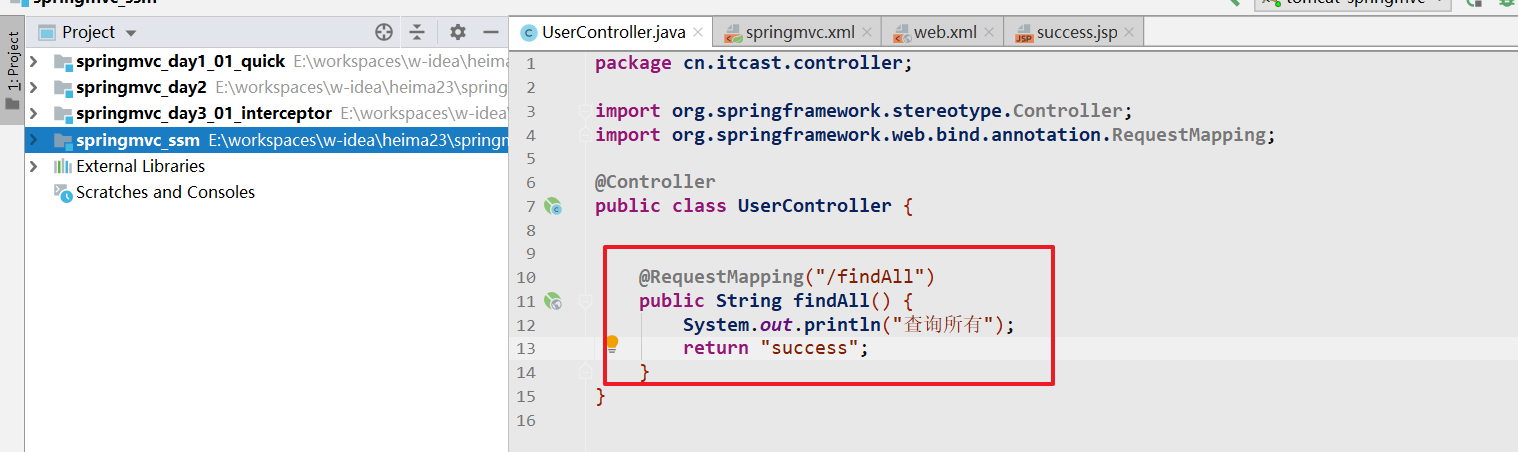 springmvc_ssm
tomcat-springmvc
1: Project
Project
springmvc_day1_01_quick E:\workspaces\w-idea\heima23\spring
springmvc_day2 E:\workspaces\w-idea\heima23\spring
springmvc_day3_01_interceptor E:\workspaces\w-idea
springmvc_ssm E:\workspaces\w-idea\heima23\spring
External Libraries
Scratches and Consoles
UserController.java
springmvc.xml
web.xml
success.jsp
1 package cn.itcast.controller;
2
3 import org.springframework.stereotype.Controller;
4 import org.springframework.web.bind.annotation.RequestMapping;
5
6 @Controller
7 public class UserController {
8
9
10 @RequestMapping("/findAll")
11 public String findAll() {
12 System.out.println("查询所有");
13 return "success";
14 }
15 }
16